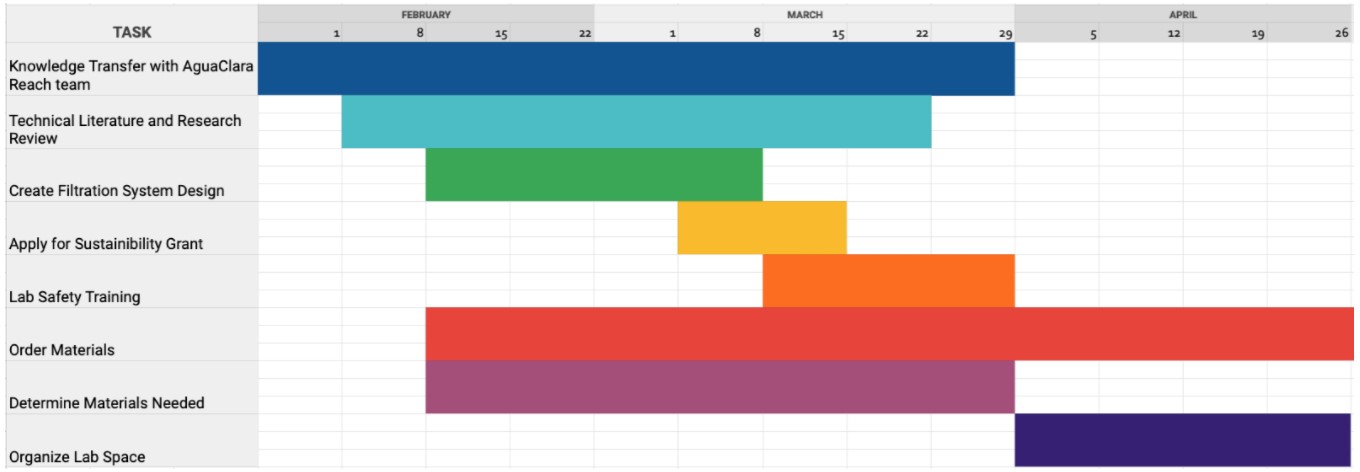 FEBRUARY MARCH APRIL
TASK 1 8 15 22 1 8 15 22 29 5 12 19 26
Knowledge Transfer with AguaClara
Reach team
Technical Literature and Research
Review
Create Filtration System Design
Apply for Sustainibility Grant
Lab Safety Training
Order Materials
Determine Materials Needed
Organize Lab Space